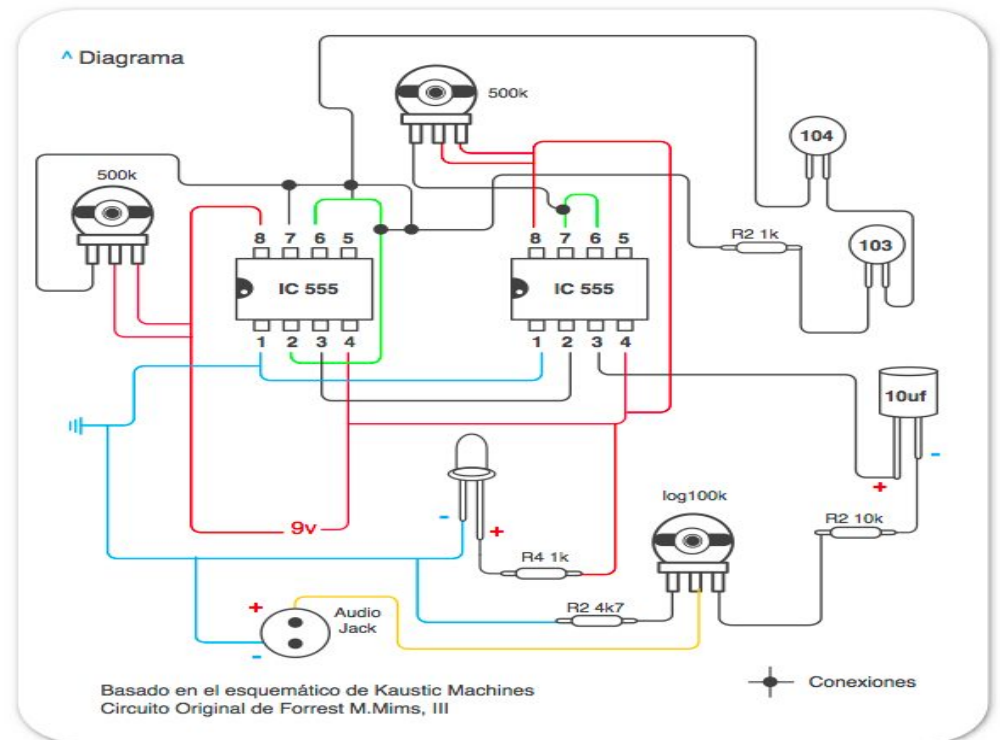 ^ Diagrama
500k
104
500k
R2 1k
103
8 7 6 5
8 7 6 5
IC 555
IC 555
1 2 3 4
1 2 3 4
10uf
-
+
log100k
R2 10k
9v
-
+
R4 1k
R2 4k7
+
Audio
Jack
-
Conexiones
Basado en el esquemático de Kaustic Machines
Circuito Original de Forrest M.Mims, III